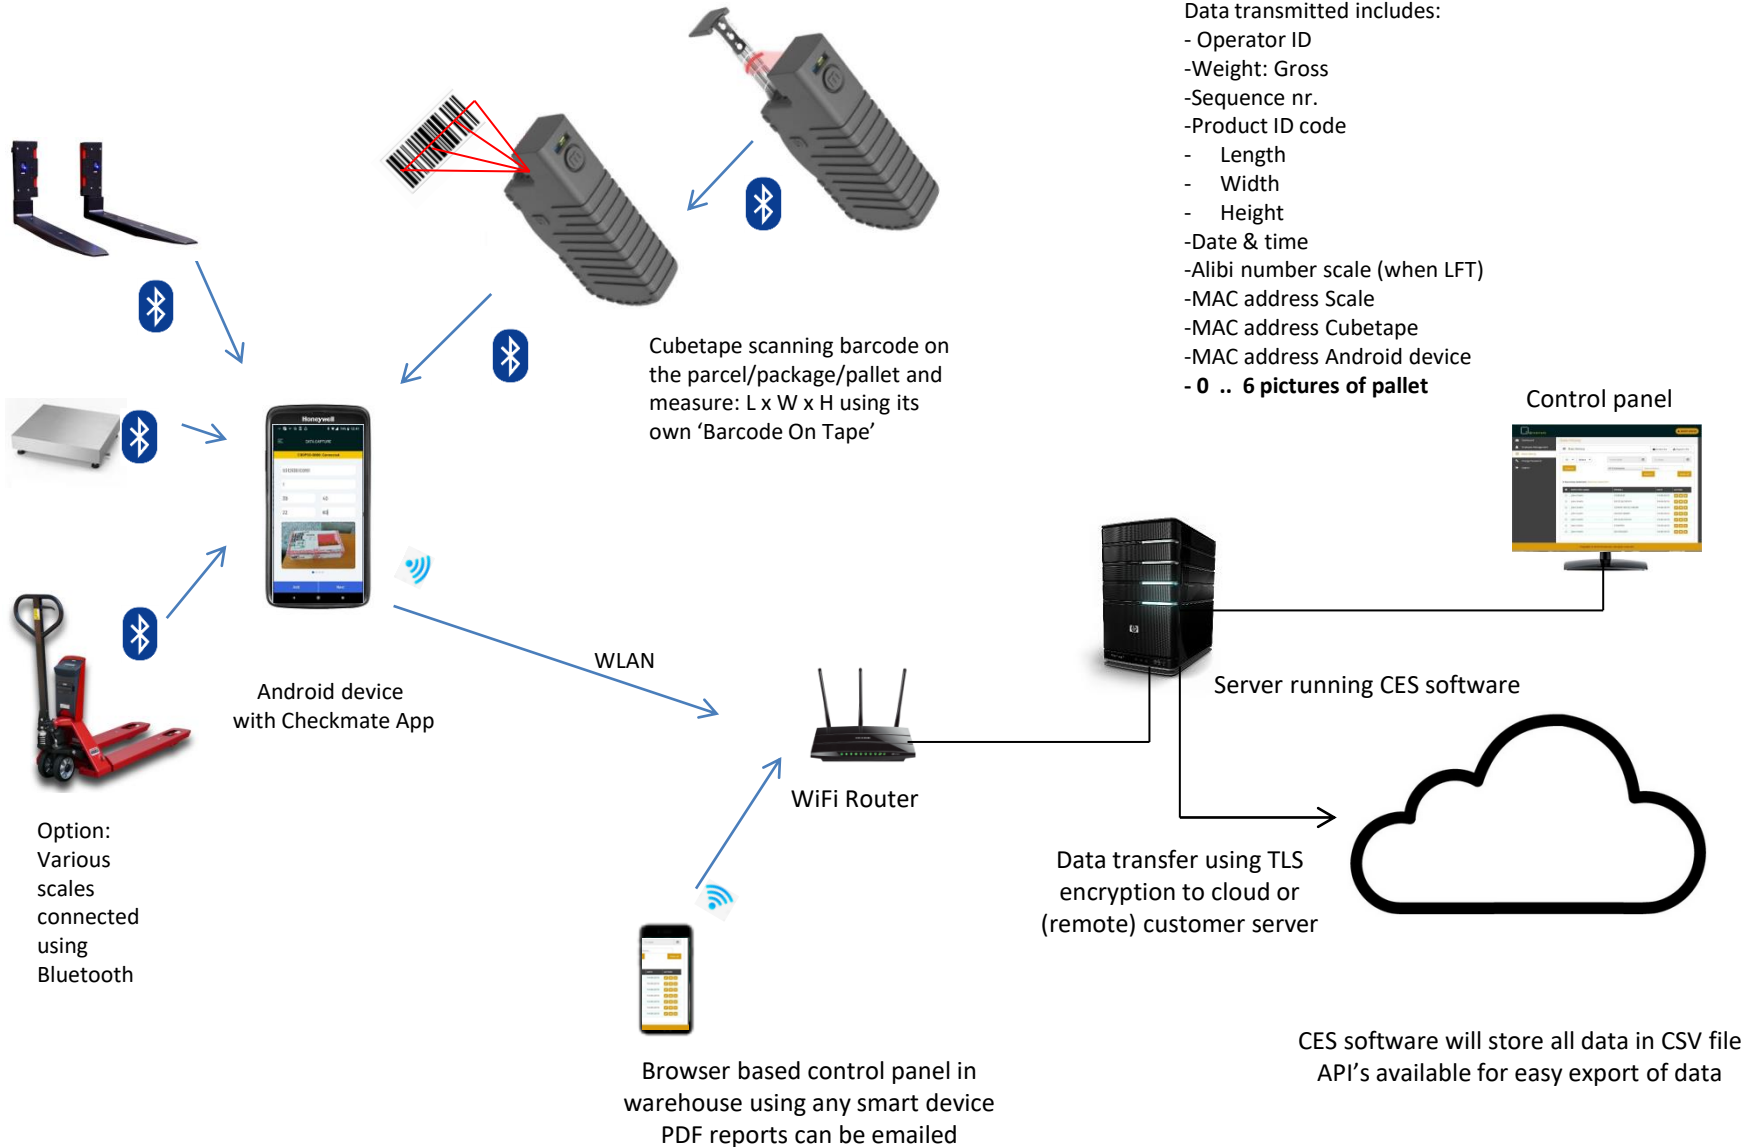 Data transmitted includes:
- Operator ID
-Weight: Gross
-Sequence nr.
-Product ID code
- Length
- Width
- Height
-Date & time
-Alibi number scale (when LFT)
-MAC address Scale
-MAC address Cubetape
-MAC address Android device
- 0 .. 6 pictures of pallet
Cubetape scanning barcode on
the parcel/package/pallet and
measure: L x W x H using its
own ‘Barcode On Tape’
Control panel
Honeywell
DATA CAPTURE
WLAN
Android device
with Checkmate App
Server running CES software
WiFi Router
Option:
Various
scales
connected
using
Bluetooth
Data transfer using TLS
encryption to cloud or
(remote) customer server
CES software will store all data in CSV file
API’s available for easy export of data
Browser based control panel in
warehouse using any smart device
PDF reports can be emailed